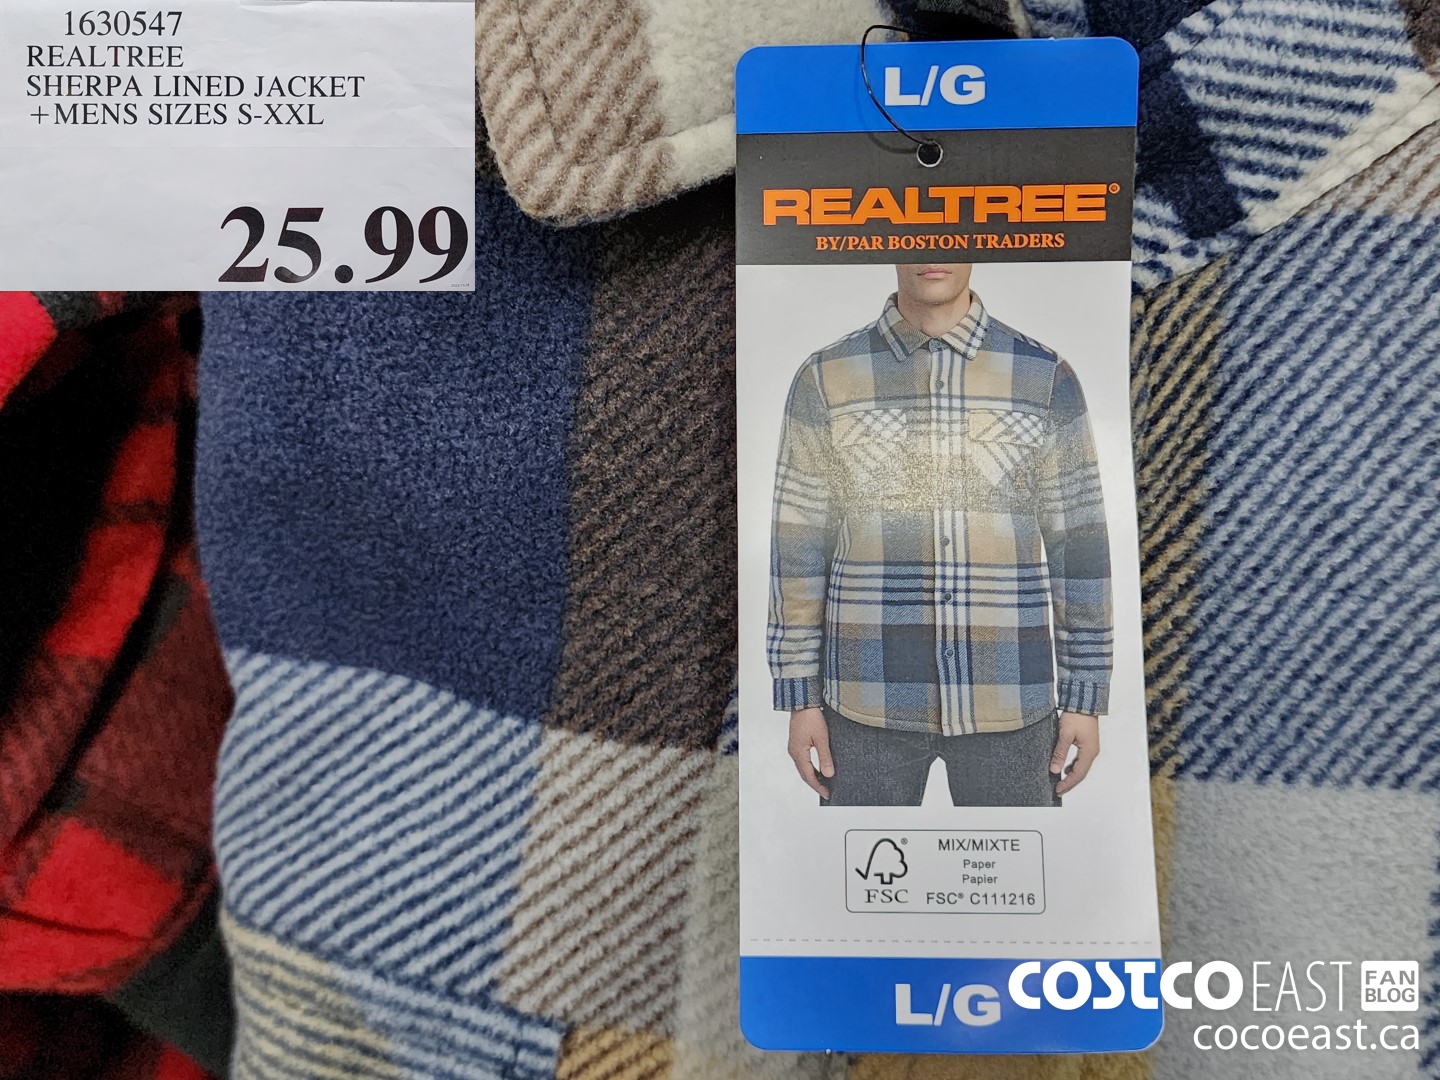 1630547
REALTREE
SHERPA LINED JACKET
+MENS SIZES S-XXL
25.99
L/G
REALTREE®
BY/PAR BOSTON TRADERS
FSC®
MIX/MIXTE
Paper
Papier
FSC® C111216
L/G
COSTCO EAST FAN BLOG
cocoeast.ca